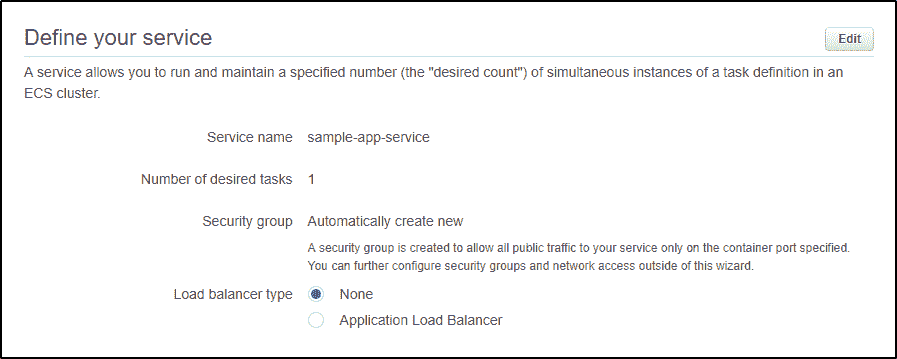 Define your service
Edit
A service allows you to run and maintain a specified number (the "desired count") of simultaneous instances of a task definition in an
ECS cluster.
Service name sample-app-service
Number of desired tasks 1
Security group Automatically create new
A security group is created to allow all public traffic to your service only on the container port specified.
You can further configure security groups and network access outside of this wizard.
Load balancer type None
Application Load Balancer